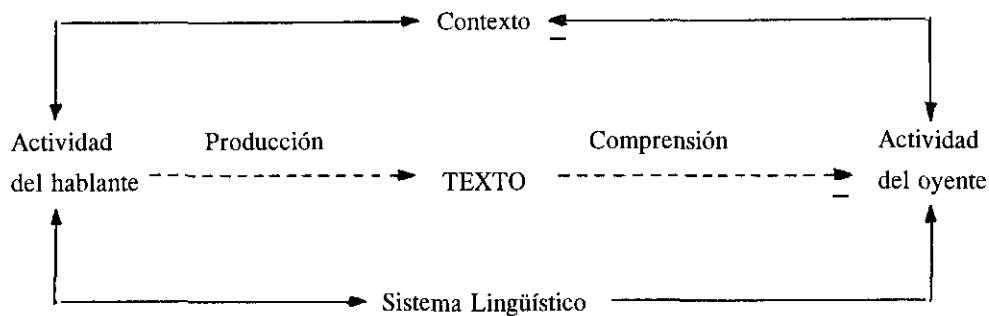 Contexto
Actividad Producción Comprensión Actividad
del hablante TEXTO del oyente
Sistema Lingüístico